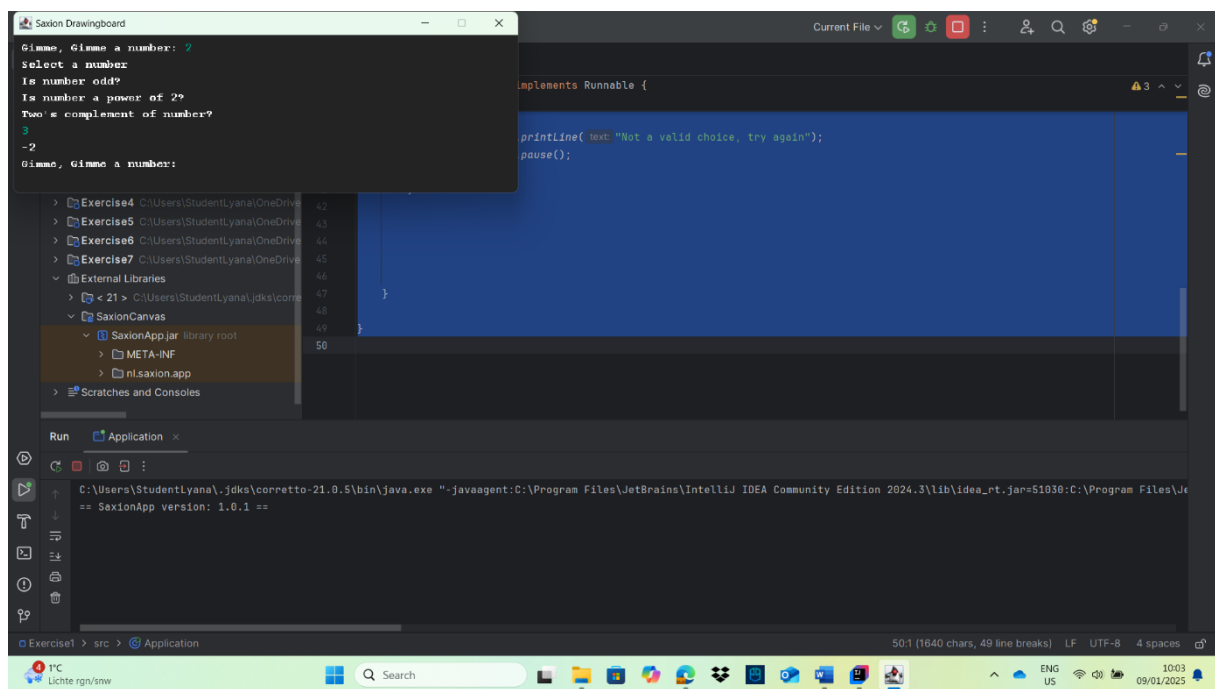 Saxion Drawingboard
Gimme, Gimme a number: 2
Select a number
Is number odd?
Is number a power of 2?
Two's complement of number?
3
-2
Gimme, Gimme a number:
Current File
implements Runnable {
3
printLine( text: "Not a valid choice, try again");
pause();
Exercise4 C:\Users\StudentLyana\OneDrive
Exercise5 C:\Users\StudentLyana\OneDrive
Exercise6 C:\Users\StudentLyana\OneDrive
Exercise7 C:\Users\StudentLyana\OneDrive
External Libraries
< 21 > C:\Users\StudentLyana\.jdks\corre
SaxionCanvas
SaxionApp.jar library root
META-INF
nl.saxion.app
Scratches and Consoles
42
43
44
45
46
47 }
48
49 }
50
Run Application
C:\Users\StudentLyana\.jdks\corretto-21.0.5\bin\java.exe "-javaagent:C:\Program Files\JetBrains\IntelliJ IDEA Community Edition 2024.3\lib\idea_rt.jar=51030:C:\Program Files\Je
== SaxionApp version: 1.0.1 ==
Exercise1 > src > Application
50:1 (1640 chars, 49 line breaks) LF UTF-8 4 spaces
4
1°C
Lichte rgn/snw
Search
ENG
US
10:03
09/01/2025